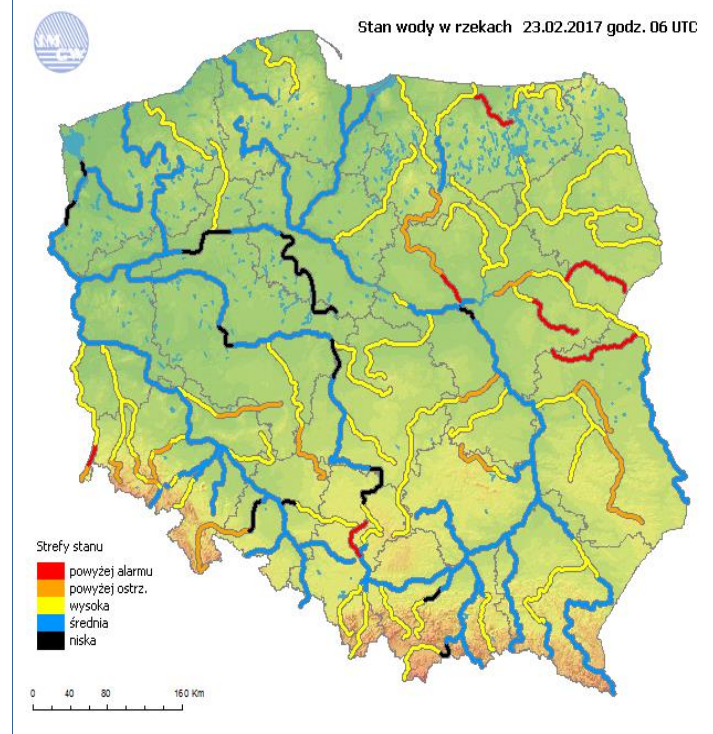 Stan wody w rzekach 23.02.2017 godz. 06 UTC
Strefy stanu
powyżej alarmu
powyżej ostrz.
wysoka
średnia
niska
0 40 80 160 Km